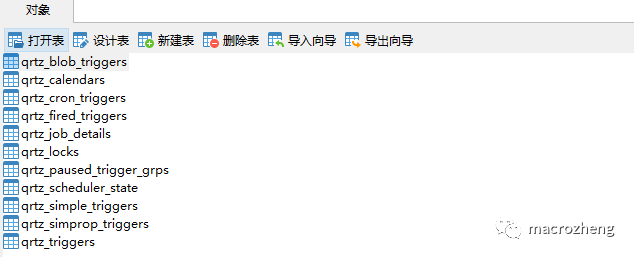 对象
打开表 设计表 新建表 删除表 导入向导 导出向导
qrtz_blob_triggers
qrtz_calendars
qrtz_cron_triggers
qrtz_fired_triggers
qrtz_job_details
qrtz_locks
qrtz_paused_trigger_grps
qrtz_scheduler_state
qrtz_simple_triggers
qrtz_simprop_triggers
qrtz_triggers
macrozheng